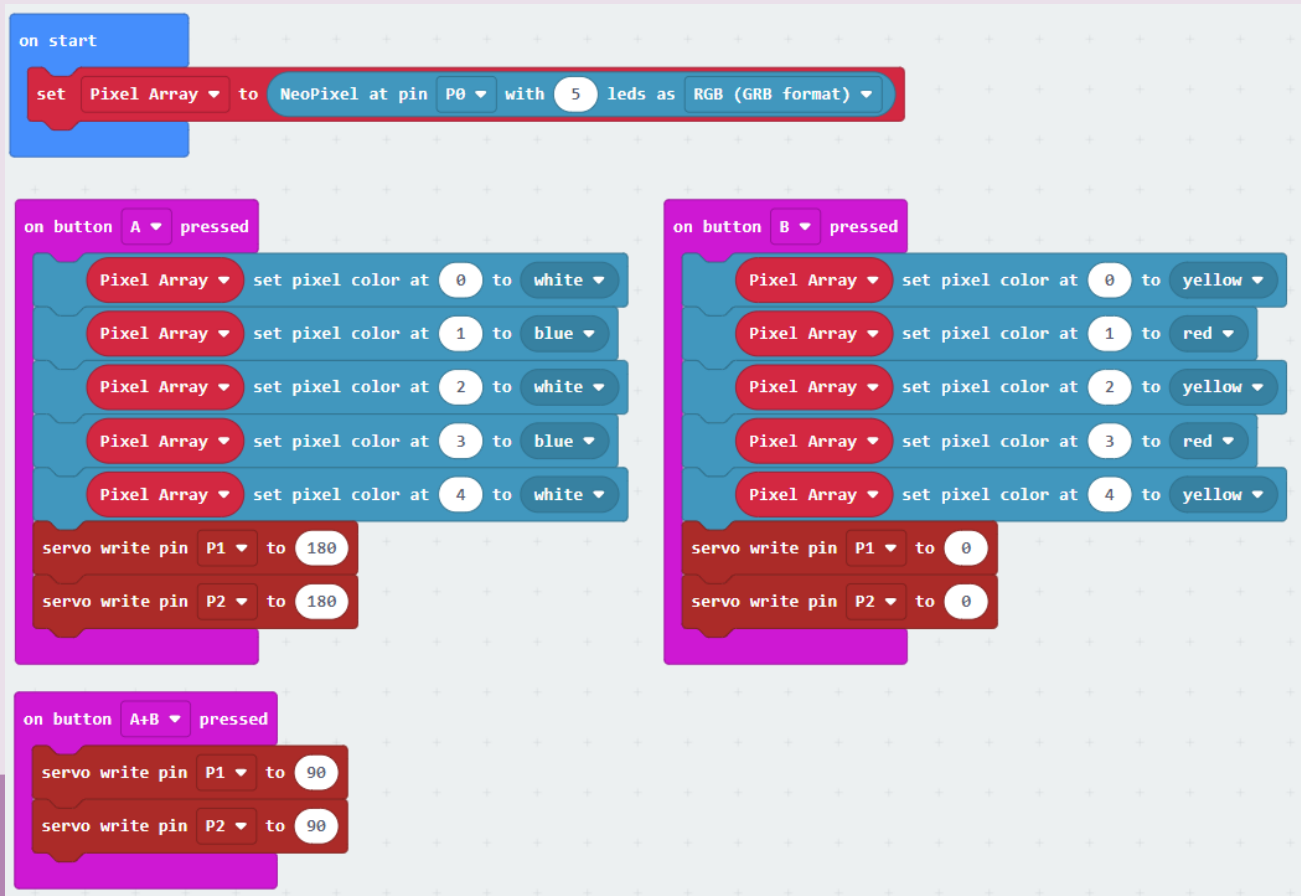 on start
set Pixel Array to NeoPixel at pin P0 with 5 leds as RGB (GRB format)
on button A pressed
Pixel Array set pixel color at 0 to white
Pixel Array set pixel color at 1 to blue
Pixel Array set pixel color at 2 to white
Pixel Array set pixel color at 3 to blue
Pixel Array set pixel color at 4 to white
servo write pin P1 to 180
servo write pin P2 to 180
on button B pressed
Pixel Array set pixel color at 0 to yellow
Pixel Array set pixel color at 1 to red
Pixel Array set pixel color at 2 to yellow
Pixel Array set pixel color at 3 to red
Pixel Array set pixel color at 4 to yellow
servo write pin P1 to 0
servo write pin P2 to 0
on button A+B pressed
servo write pin P1 to 90
servo write pin P2 to 90